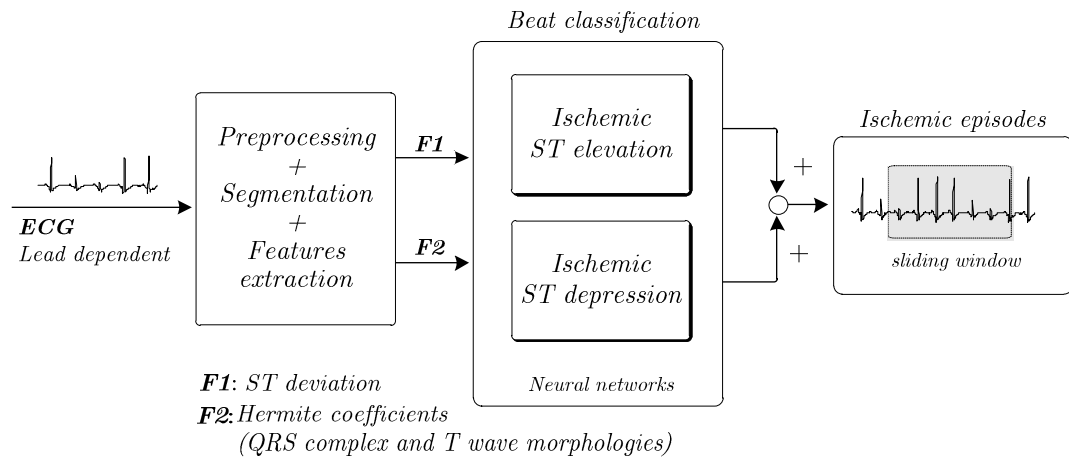 Beat classification
Preprocessing
+
Segmentation
+
Features
extraction
ECG
Lead dependent
F1
F2
Ischemic
ST elevation
Ischemic
ST depression
Neural networks
+
+
Ischemic episodes
sliding window
F1: ST deviation
F2: Hermite coefficients
(QRS complex and T wave morphologies)